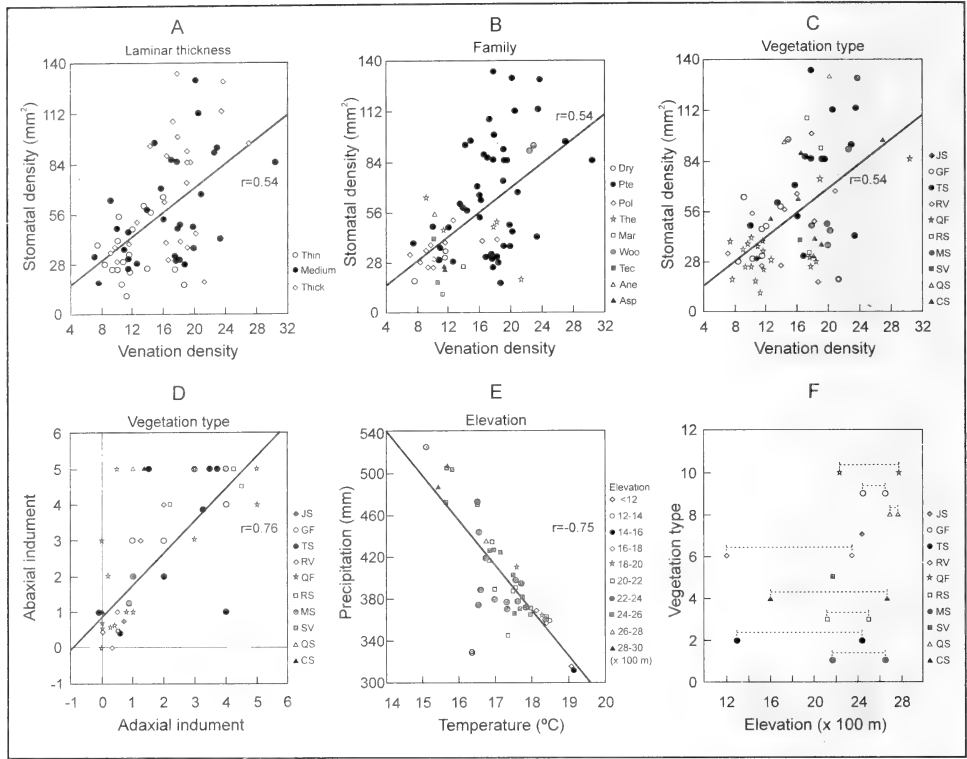 A
Laminar thickness
Stomatal density (mm²)
140
112
84
56
28
0
4 8 12 16 20 24 28 32
Venation density
r=0.54
Thin
Medium
Thick
B
Family
Stomatal density (mm²)
140
112
84
56
28
0
4 8 12 16 20 24 28 32
Venation density
r=0.54
Dry
Pte
Pol
The
Mar
Woo
Tec
Ane
Asp
C
Vegetation type
Stomatal density (mm²)
140
112
84
56
28
0
4 8 12 16 20 24 28 32
Venation density
r=0.54
JS
GF
TS
RV
QF
RS
MS
SV
QS
CS
D
Vegetation type
Abaxial indument
6
5
4
3
2
1
0
-1
-1 0 1 2 3 4 5 6
Adaxial indument
r=0.76
JS
GF
TS
RV
QF
RS
MS
SV
QS
CS
E
Elevation
Precipitation (mm)
540
500
460
420
380
340
300
14 15 16 17 18 19 20
Temperature (ºC)
r=-0.75
Elevation
<12
12-14
14-16
16-18
18-20
20-22
22-24
24-26
26-28
28-30
(x 100 m)
F
Vegetation type
12
10
8
6
4
2
0
10 12 16 20 24 28
Elevation (x 100 m)
JS
GF
TS
RV
QF
RS
MS
SV
QS
CS